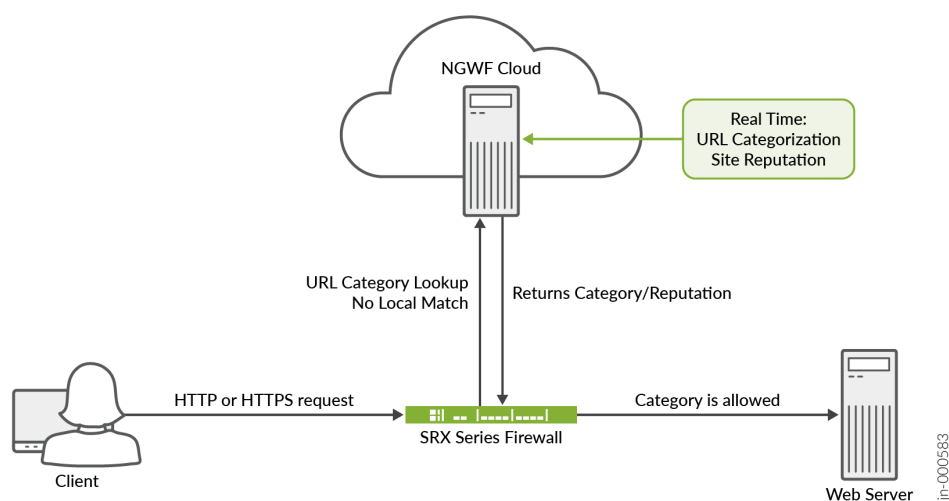 NGWF Cloud
Real Time:
URL Categorization
Site Reputation
URL Category Lookup
No Local Match
Returns Category/Reputation
HTTP or HTTPS request
Category is allowed
SRX Series Firewall
Client
Web Server
jn-000583